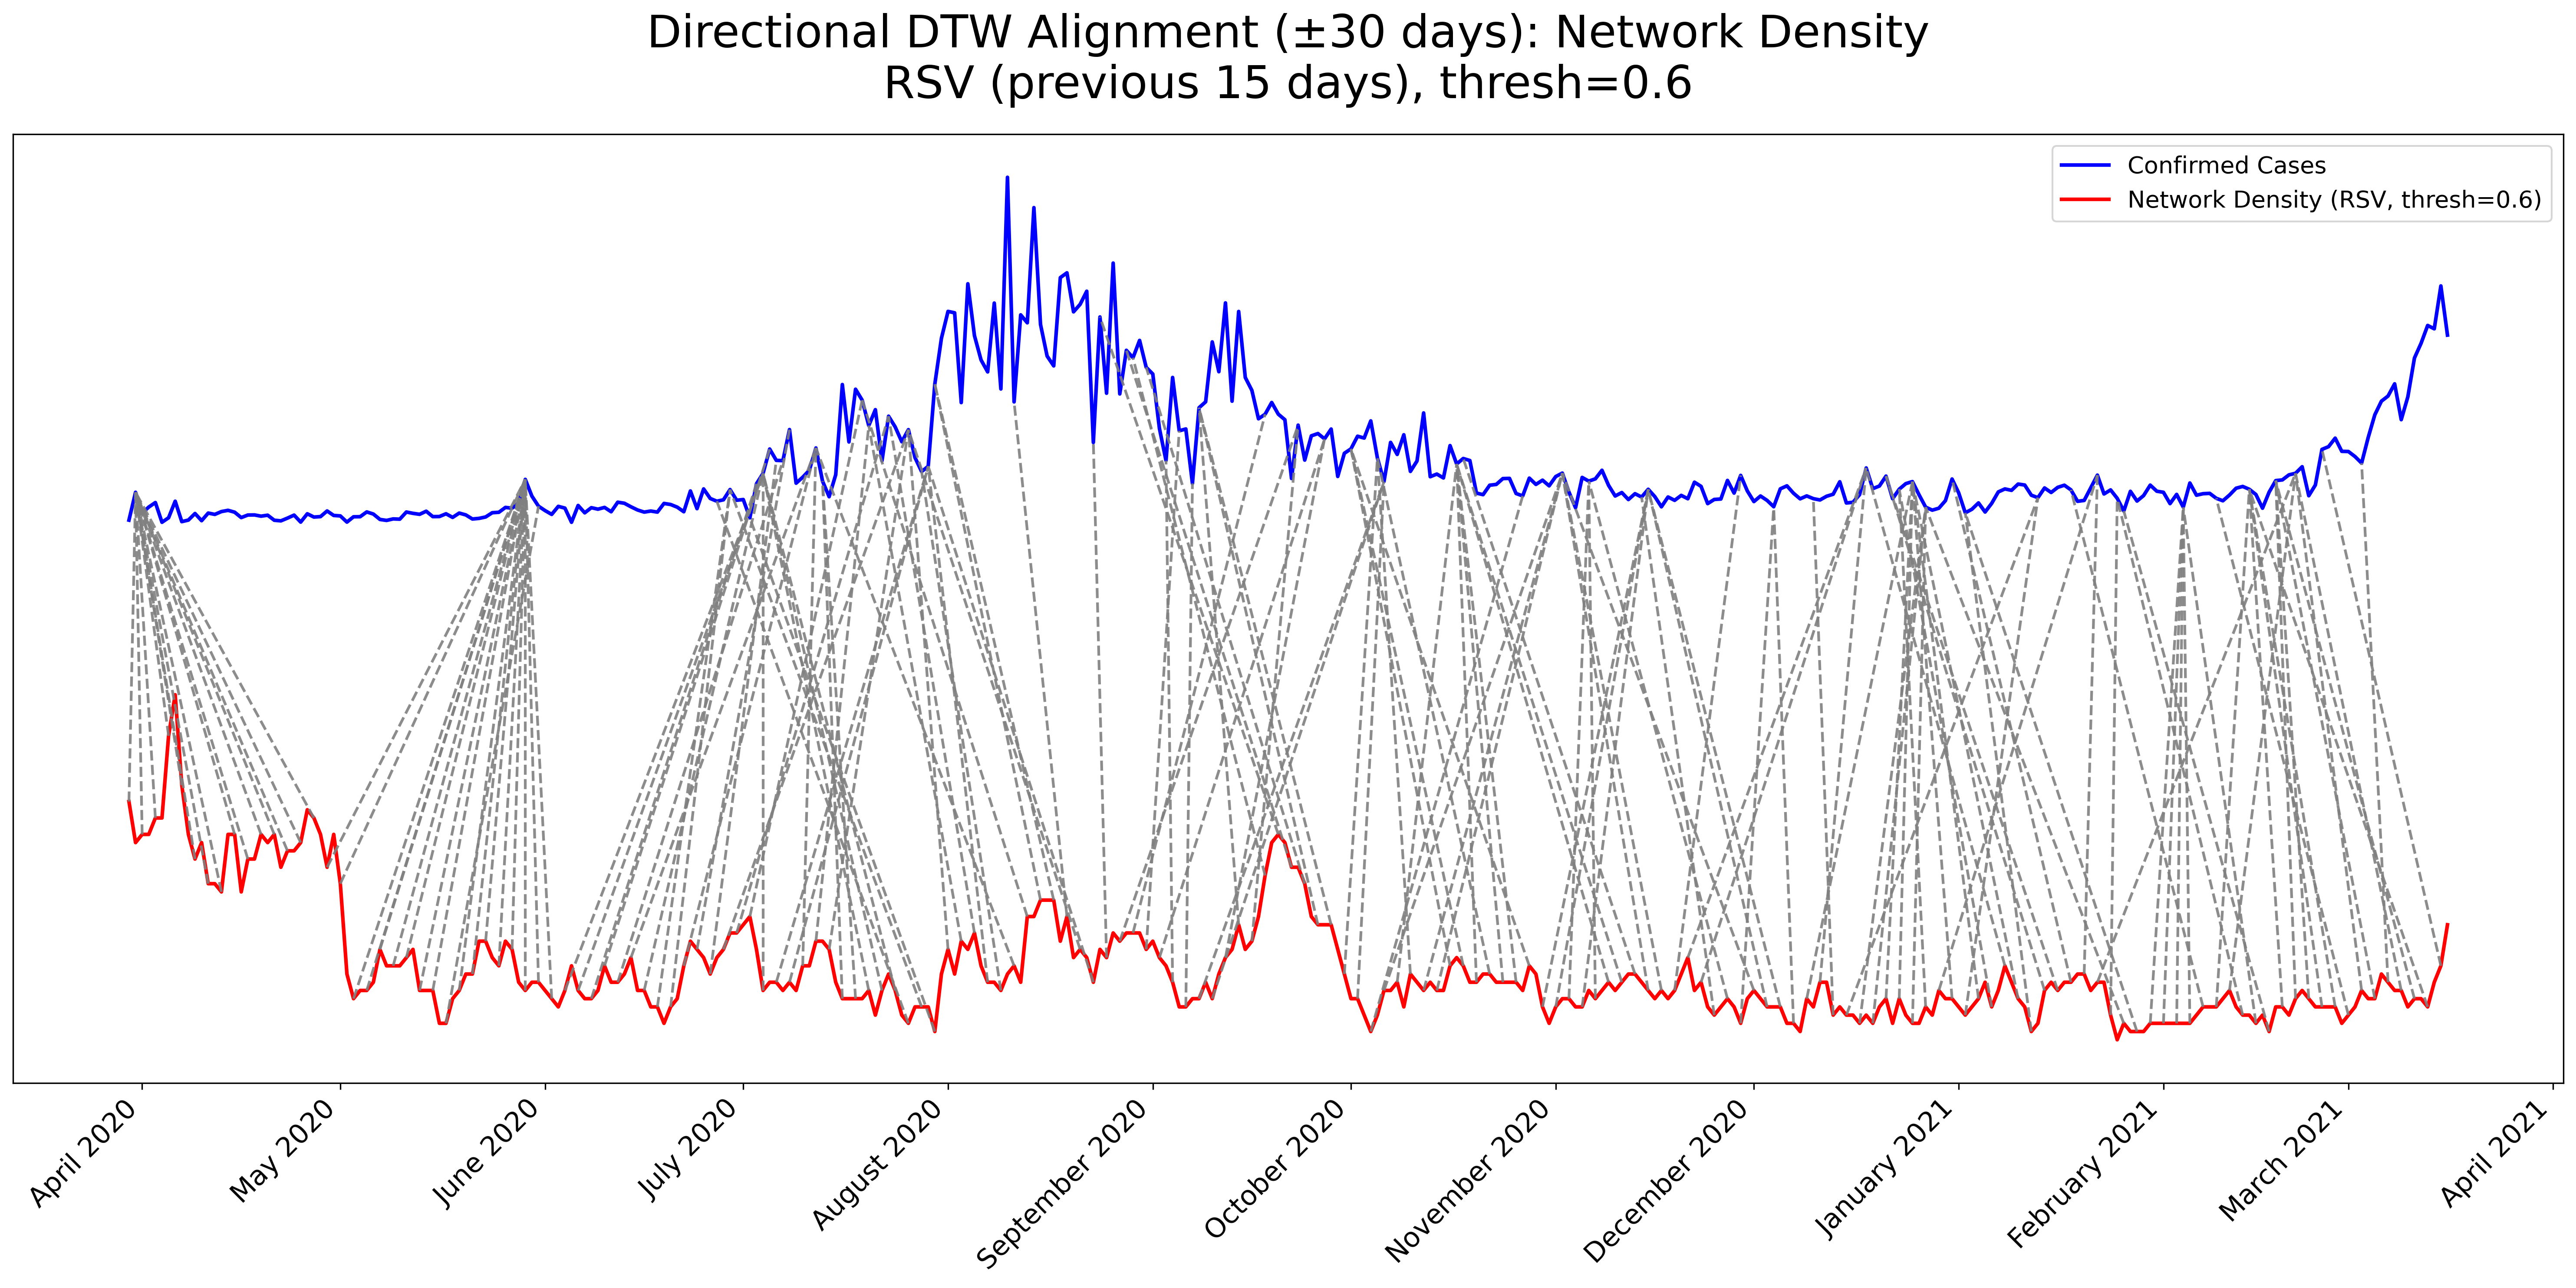 Directional DTW Alignment (±30 days): Network Density
RSV (previous 15 days), thresh=0.6
Confirmed Cases
Network Density (RSV, thresh=0.6)
April 2020
May 2020
June 2020
July 2020
August 2020
September 2020
October 2020
November 2020
December 2020
January 2021
February 2021
March 2021
April 2021